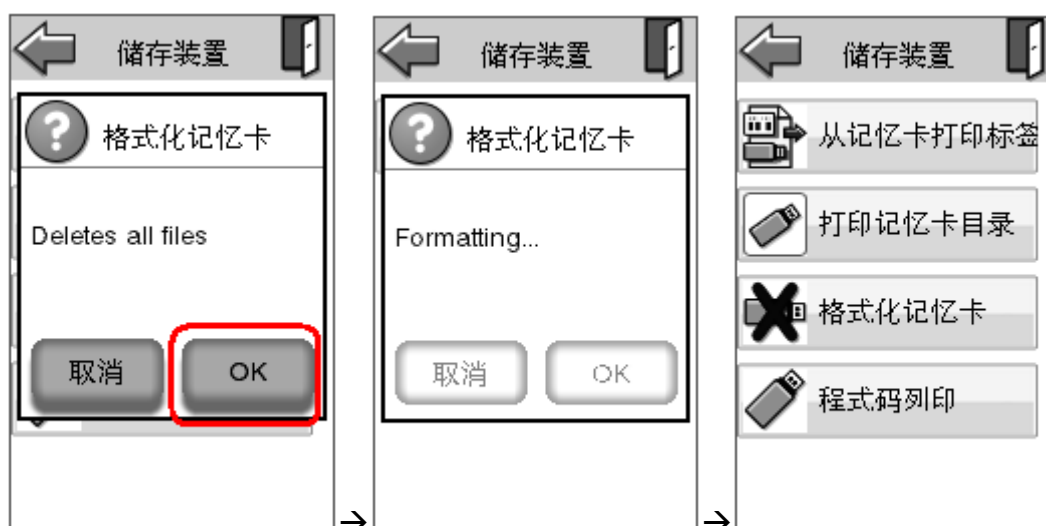 储存装置
格式化记忆卡
Deletes all files
取消
OK
→
储存装置
格式化记忆卡
Formatting...
取消
OK
→
储存装置
从记忆卡打印标签
打印记忆卡目录
格式化记忆卡
程式码列印